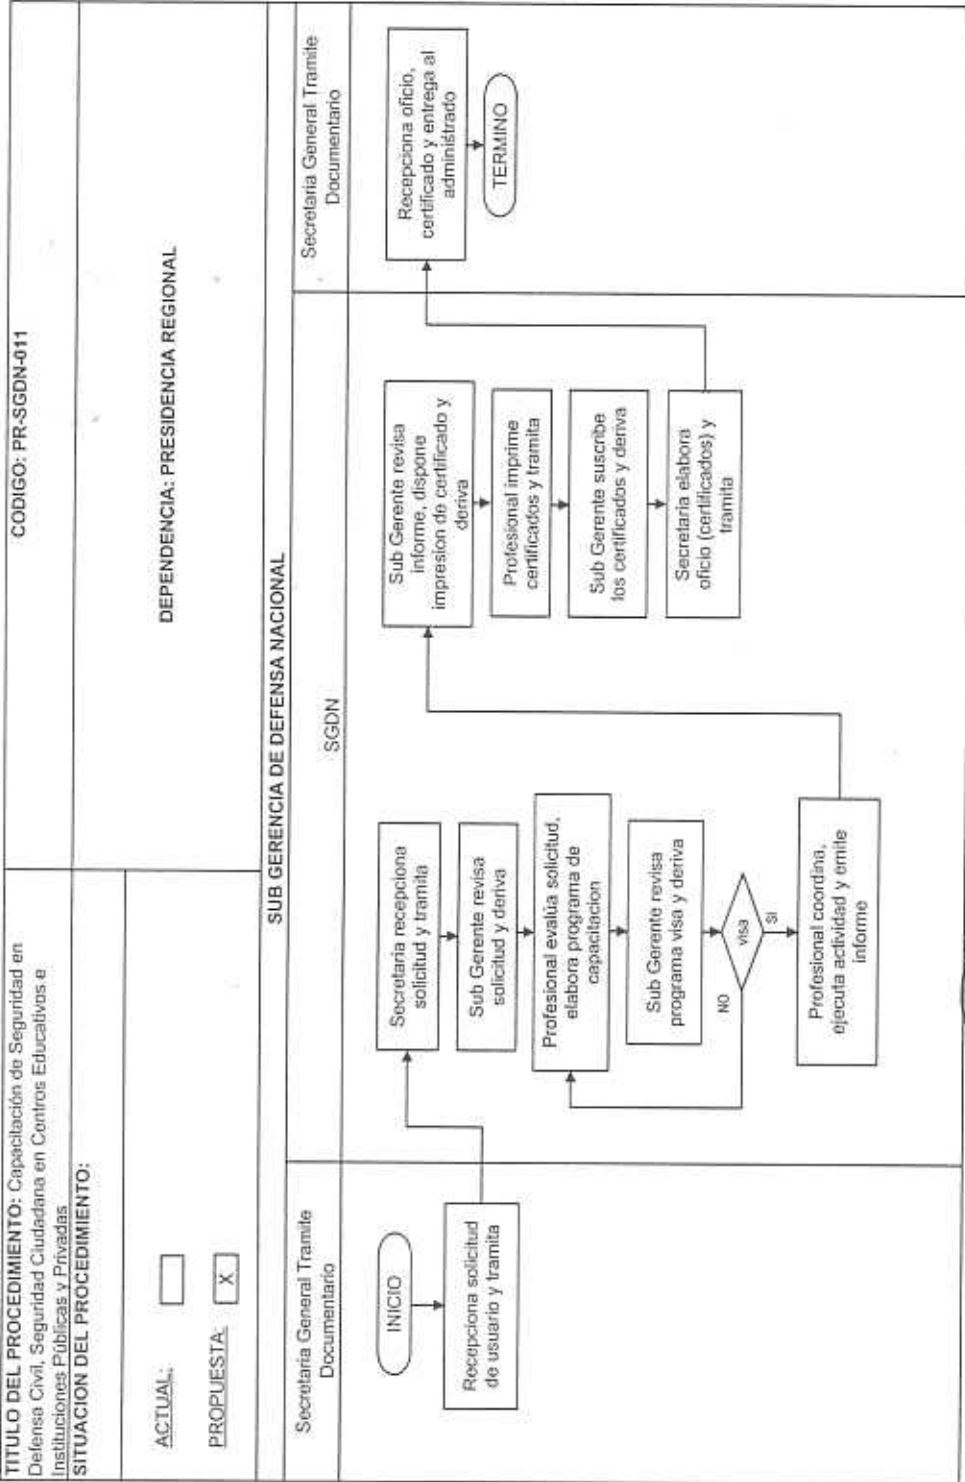 TITULO DEL PROCEDIMIENTO: Capacitación de Seguridad en
Defensa Civil, Seguridad Ciudadana en Centros Educativos e
Instituciones Públicas y Privadas
CODIGO: PR-SGDN-011
SITUACION DEL PROCEDIMIENTO:
ACTUAL:
PROPUESTA: X
DEPENDENCIA: PRESIDENCIA REGIONAL
SUB GERENCIA DE DEFENSA NACIONAL
Secretaria General Tramite
Documentario
SGDN
Secretaria General Tramite
Documentario
INICIO
Recepciona solicitud
de usuario y tramita
Secretaria recepciona
solicitud y tramita
Sub Gerente revisa
solicitud y deriva
Profesional evalúa solicitud,
elabora programa de
capacitacion
Sub Gerente revisa
programa visa y deriva
visa
NO
SI
Profesional coordina,
ejecuta actividad y emite
informe
Sub Gerente revisa
informe, dispone
impresion de certificado y
deriva
Profesional imprime
certificados y tramita
Sub Gerente suscribe
los certificados y deriva
Secretaria elabora
oficio (certificados) y
tramita
Recepciona oficio,
certificado y entrega al
administrado
TERMINO